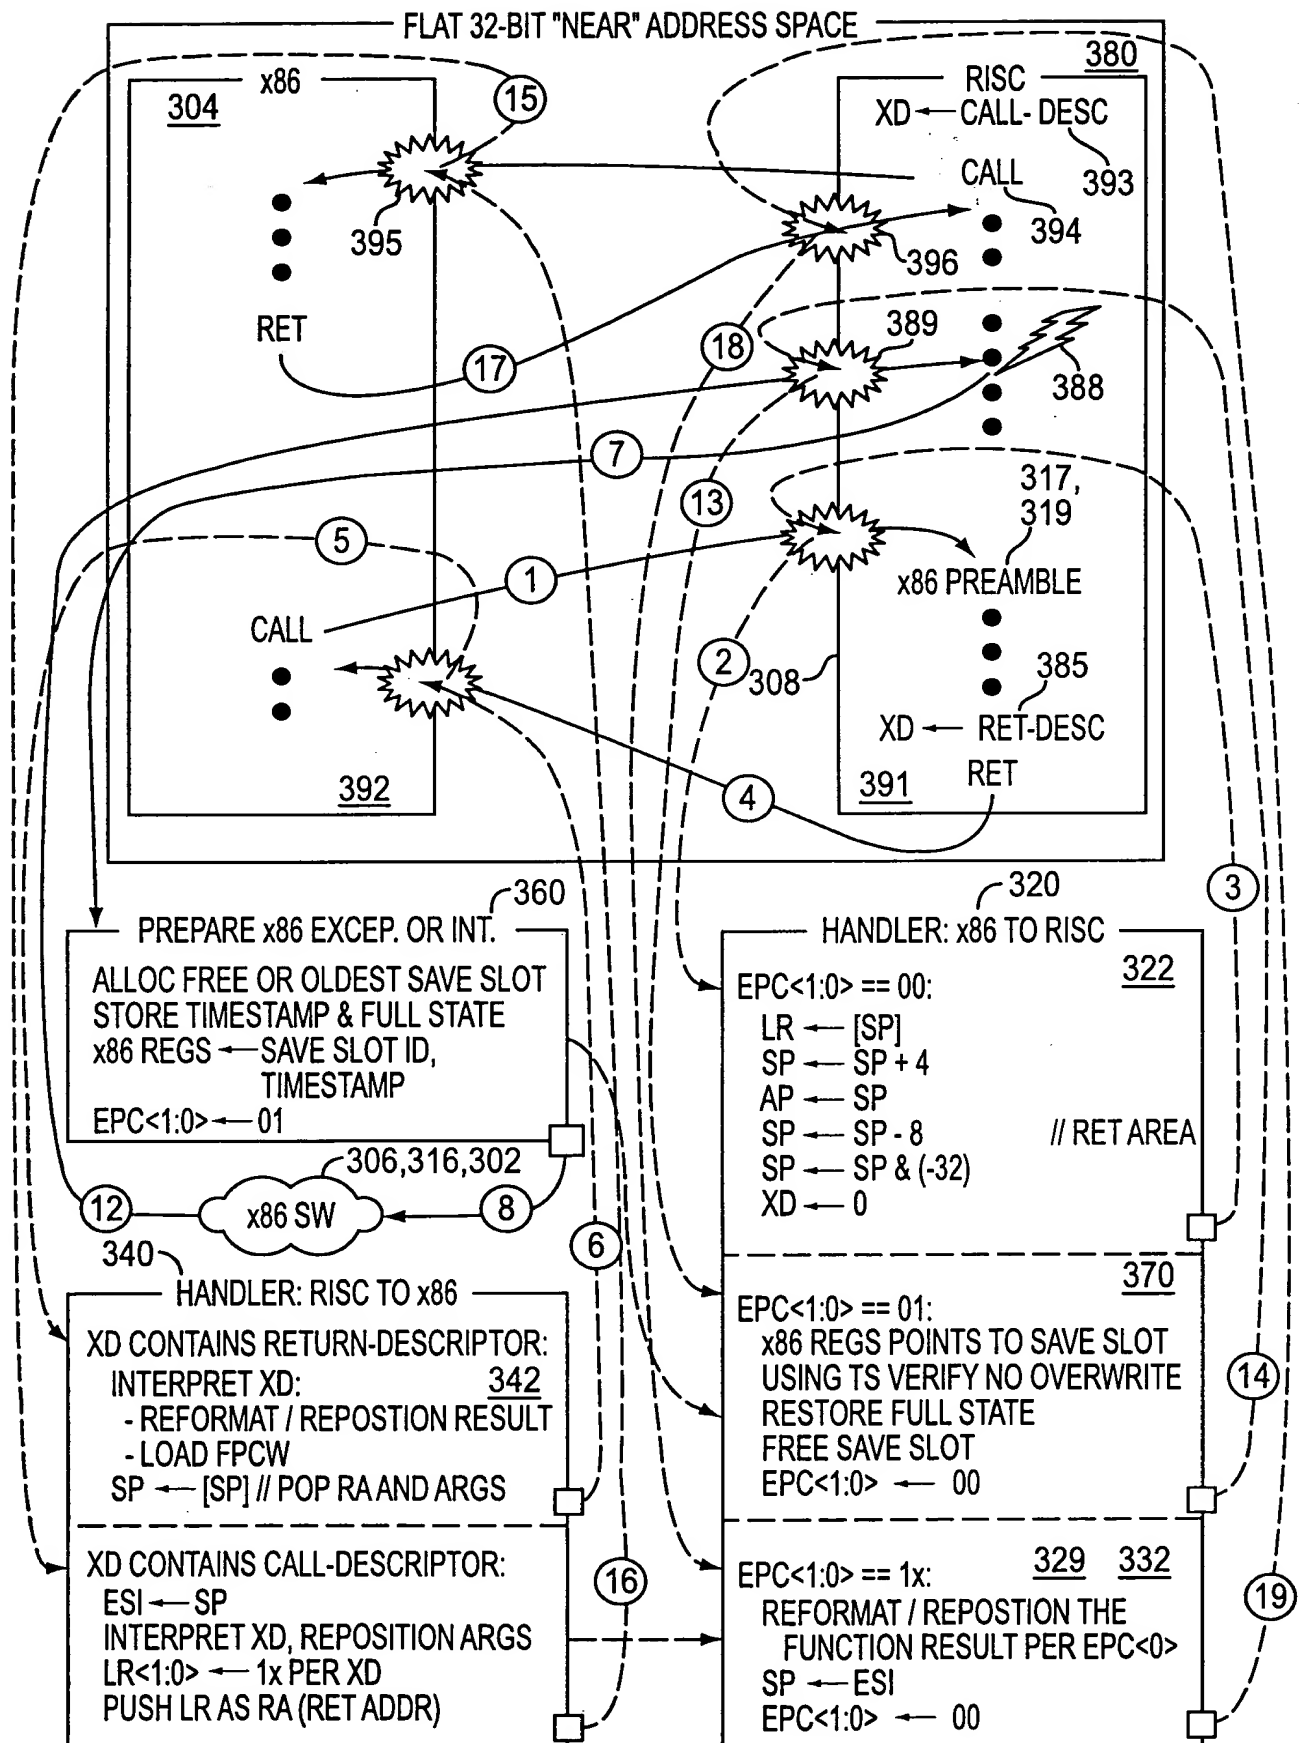 FLAT 32-BIT "NEAR" ADDRESS SPACE
x86
304
15
395
RET
17
7
5
1
CALL
392
4
380
RISC
XD ← CALL- DESC
393
CALL
394
396
18
389
388
13
317,
319
x86 PREAMBLE
2
308
385
XD ← RET-DESC
RET
391
3
360
PREPARE x86 EXCEP. OR INT.
ALLOC FREE OR OLDEST SAVE SLOT
STORE TIMESTAMP & FULL STATE
x86 REGS ← SAVE SLOT ID,
TIMESTAMP
EPC<1:0> ← 01
306,316,302
12
x86 SW
8
6
340
HANDLER: RISC TO x86
XD CONTAINS RETURN-DESCRIPTOR:
INTERPRET XD:
342
- REFORMAT / REPOSTION RESULT
- LOAD FPCW
SP ← [SP] // POP RA AND ARGS
XD CONTAINS CALL-DESCRIPTOR:
ESI ← SP
INTERPRET XD, REPOSITION ARGS
LR<1:0> ← 1x PER XD
PUSH LR AS RA (RET ADDR)
16
320
HANDLER: x86 TO RISC
322
EPC<1:0> == 00:
LR ← [SP]
SP ← SP + 4
AP ← SP
SP ← SP - 8 // RET AREA
SP ← SP & (-32)
XD ← 0
370
EPC<1:0> == 01:
x86 REGS POINTS TO SAVE SLOT
USING TS VERIFY NO OVERWRITE
RESTORE FULL STATE
FREE SAVE SLOT
EPC<1:0> ← 00
14
EPC<1:0> == 1x:
329 332
REFORMAT / REPOSTION THE
FUNCTION RESULT PER EPC<0>
SP ← ESI
EPC<1:0> ← 00
19